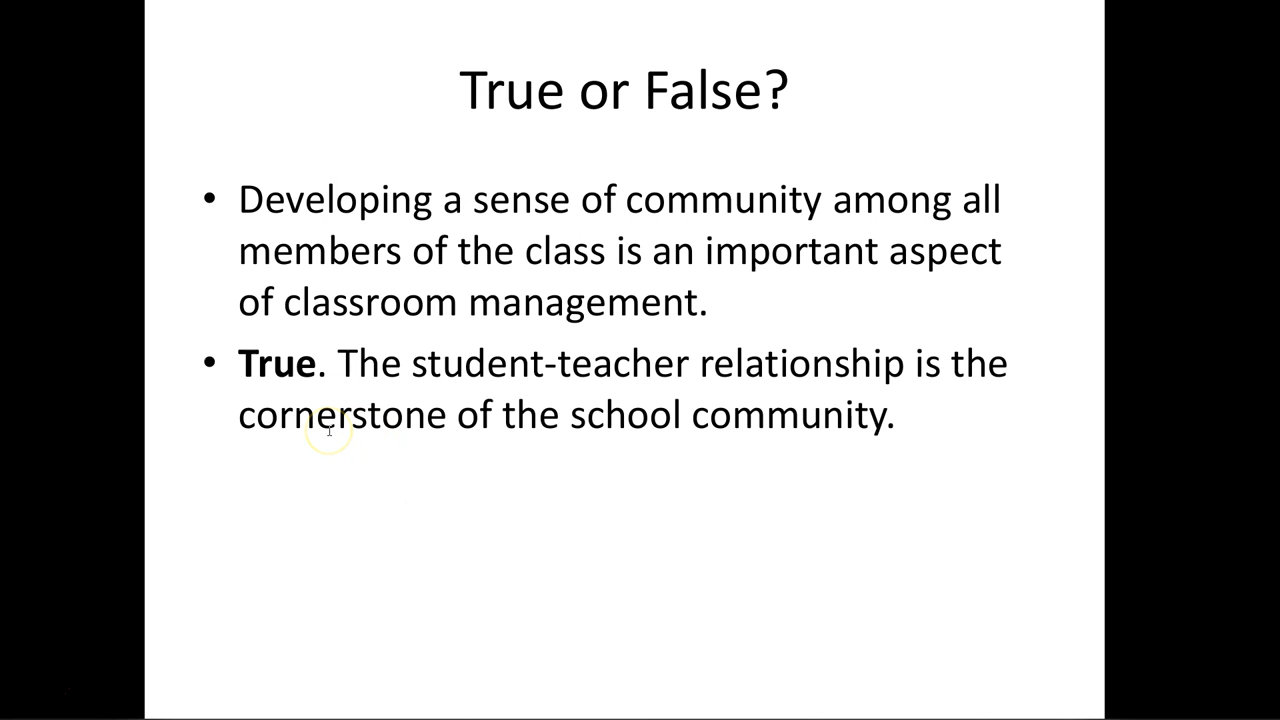 True or False?
• Developing a sense of community among all
members of the class is an important aspect
of classroom management.
• True. The student-teacher relationship is the
cornerstone of the school community.